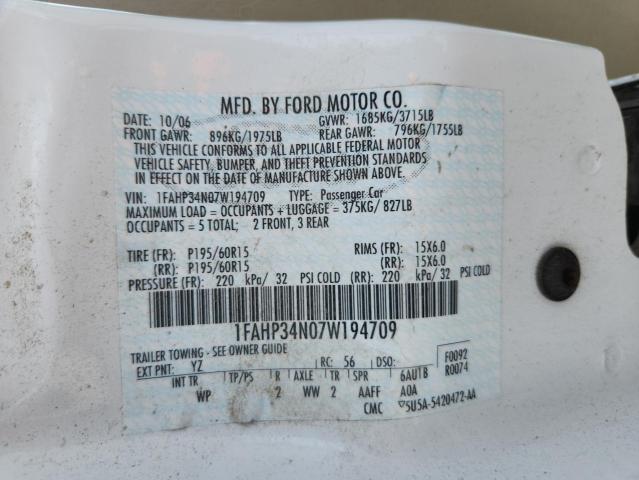 MFD. BY FORD MOTOR CO.
DATE: 10/06 GVWR: 1685KG/3715LB
FRONT GAWR: 896KG/1975LB REAR GAWR: 796KG/1755LB
THIS VEHICLE CONFORMS TO ALL APPLICABLE FEDERAL MOTOR
VEHICLE SAFETY, BUMPER, AND THEFT PREVENTION STANDARDS
IN EFFECT ON THE DATE OF MANUFACTURE SHOWN ABOVE.
VIN: 1FAHP34N07W194709 TYPE: Passenger Car
MAXIMUM LOAD = OCCUPANTS + LUGGAGE = 375KG/ 827LB
OCCUPANTS = 5 TOTAL: 2 FRONT, 3 REAR
TIRE (FR): P195/60R15 RIMS (FR): 15X6.0
(RR): P195/60R15 (RR): 15X6.0
PRESSURE (FR): 220 kPa/ 32 PSI COLD (RR): 220 kPa/ 32 PSI COLD
1FAHP34N07W194709
TRAILER TOWING - SEE OWNER GUIDE
EXT PNT: YZ RC: 56 DSO: F0092
INT TR TP/PS R AXLE TR SPR 6AUTB R0074
WP 2 WW 2 AAFF A0A
CMC ▽5U5A-5420472-AA